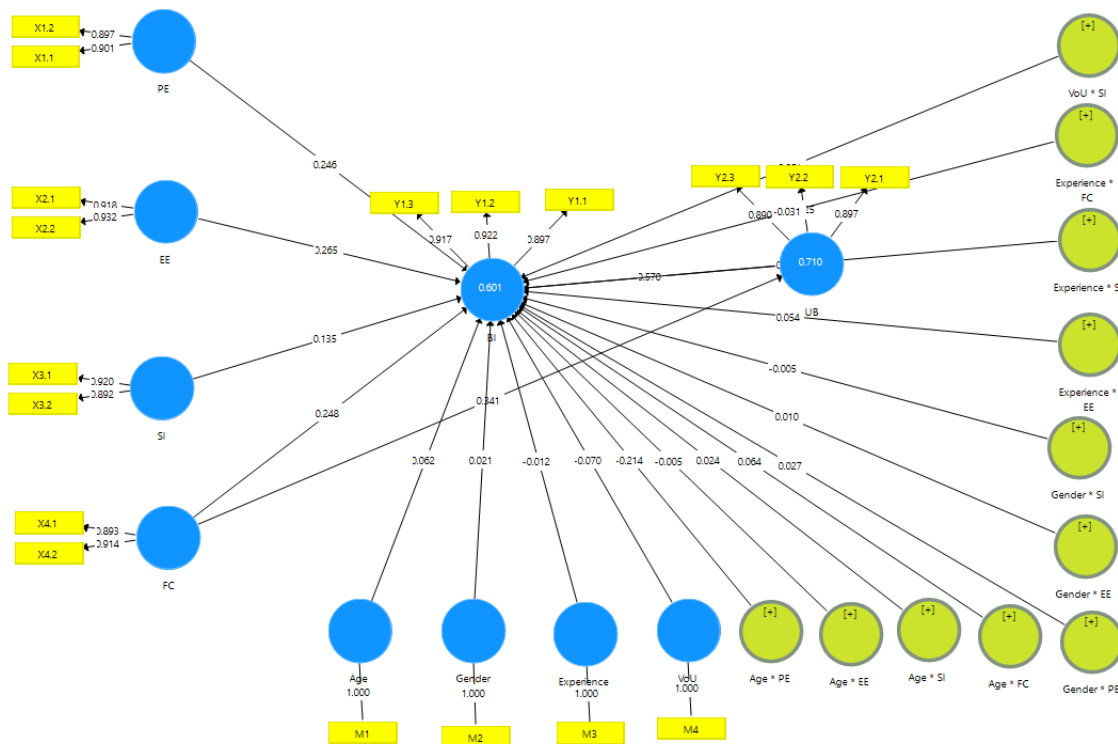 X1.2
0.897
X1.1
0.901
PE
[+]
VoU * SI
[+]
Experience *
FC
0.246
X2.1
0.918
X2.2
0.932
EE
Y1.3
Y1.2
Y1.1
0.917
0.922
0.897
Y2.3
Y2.2
Y2.1
0.890
-0.031
0.897
0.265
0.601
BI
0.570
0.710
UB
[+]
Experience * S
0.054
[+]
Experience *
EE
0.135
X3.1
0.920
X3.2
0.892
SI
-0.005
0.010
[+]
Gender * SI
0.248
0.341
X4.1
0.893
X4.2
0.914
FC
0.062
0.021
-0.012
-0.070
-0.214
-0.005
0.024
0.064
0.027
[+]
Gender * EE
Age
1.000
M1
Gender
1.000
M2
Experience
1.000
M3
VoU
1.000
M4
[+]
Age * PE
[+]
Age * EE
[+]
Age * SI
[+]
Age * FC
[+]
Gender * PE